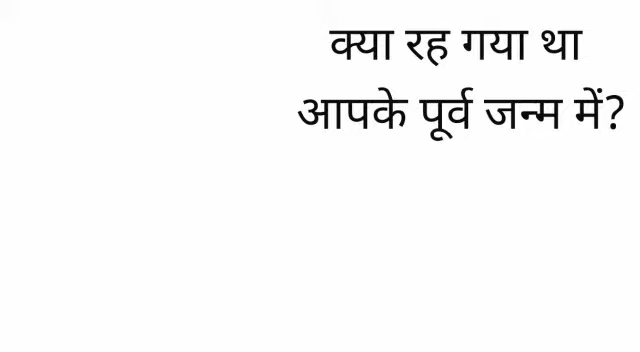 क्या रह गया था
आपके पूर्व जन्म में?